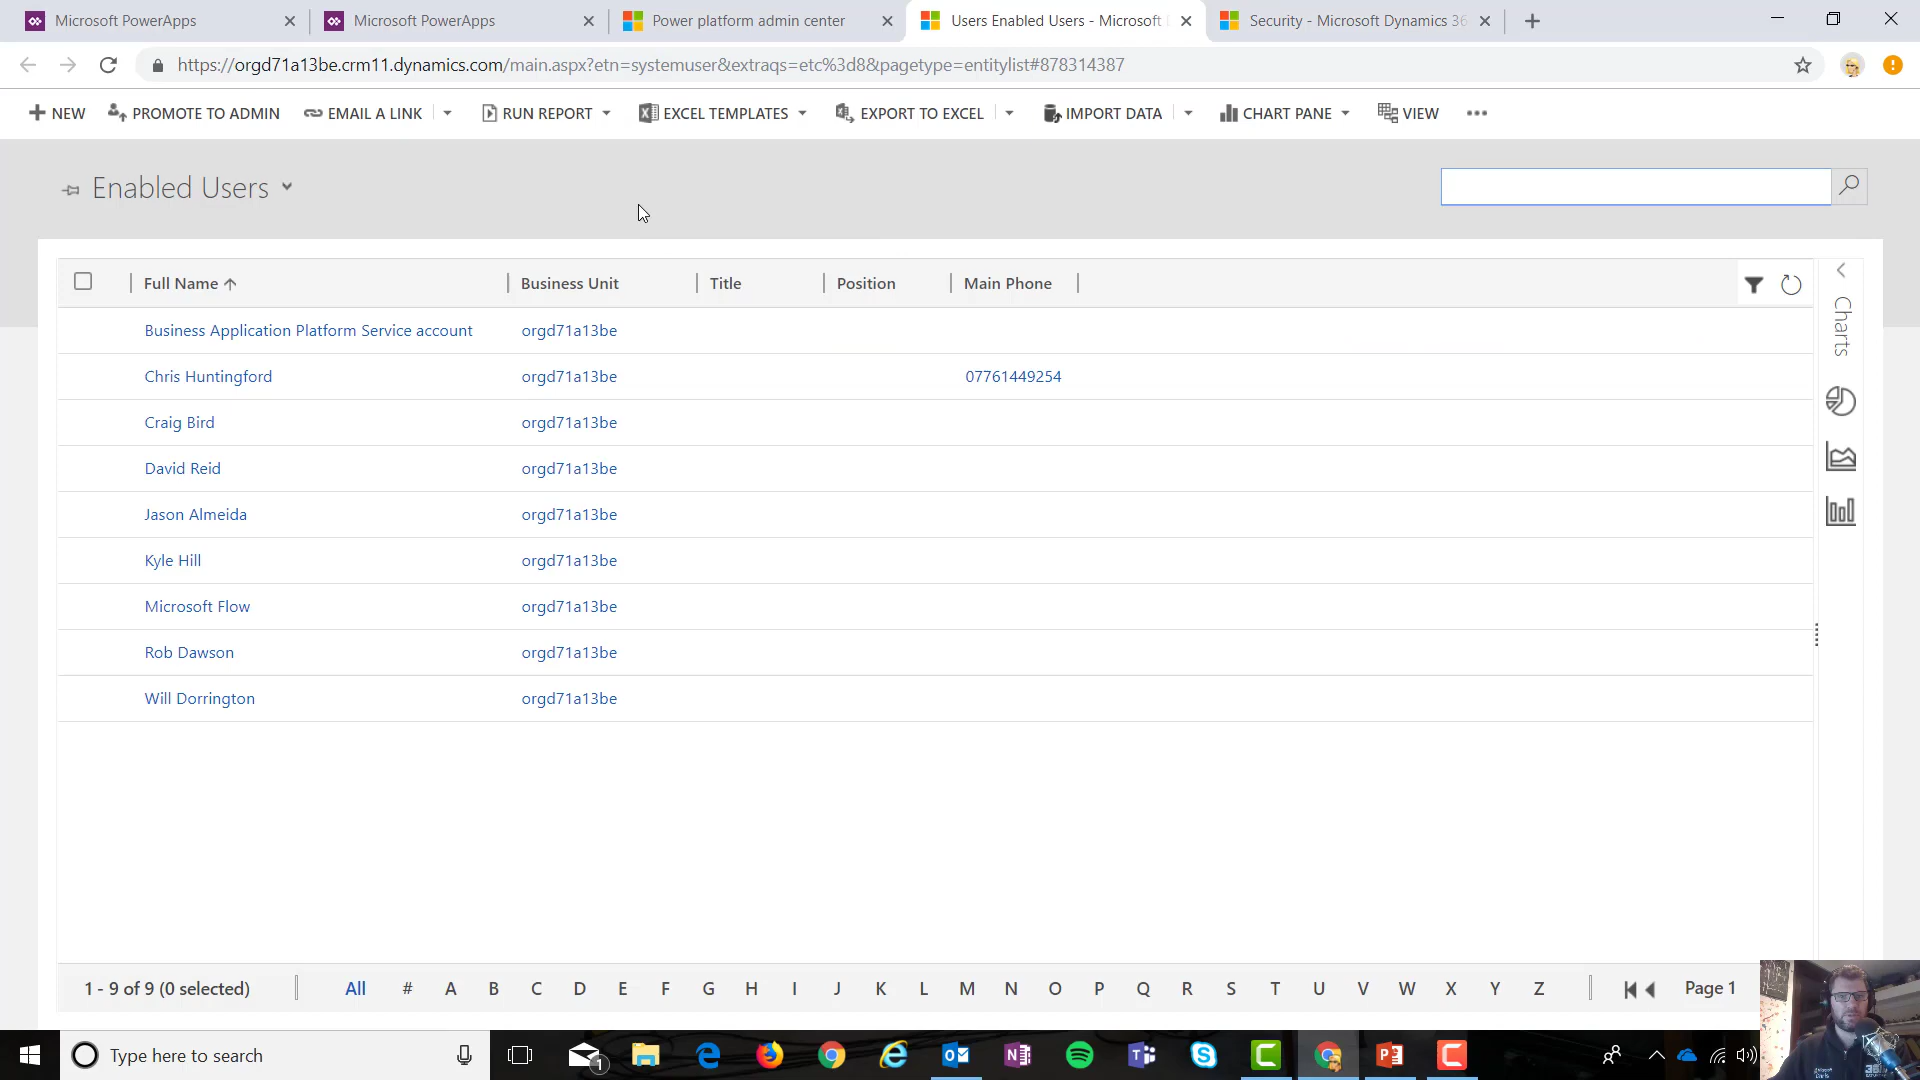 Microsoft PowerApps
Microsoft PowerApps
Power platform admin center
Users Enabled Users - Microsoft
Security - Microsoft Dynamics 36
https://orgd71a13be.crm11.dynamics.com/main.aspx?etn=systemuser&extraqs=etc%3d8&pagetype=entitylist#878314387
NEW
PROMOTE TO ADMIN
EMAIL A LINK
RUN REPORT
EXCEL TEMPLATES
EXPORT TO EXCEL
IMPORT DATA
CHART PANE
VIEW
Enabled Users
Full Name Business Unit Title Position Main Phone
Charts
Business Application Platform Service account orgd71a13be
Chris Huntingford orgd71a13be 07761449254
Craig Bird orgd71a13be
David Reid orgd71a13be
Jason Almeida orgd71a13be
Kyle Hill orgd71a13be
Microsoft Flow orgd71a13be
Rob Dawson orgd71a13be
Will Dorrington orgd71a13be
1 - 9 of 9 (0 selected) All # A B C D E F G H I J K L M N O P Q R S T U V W X Y Z Page 1
Type here to search
1